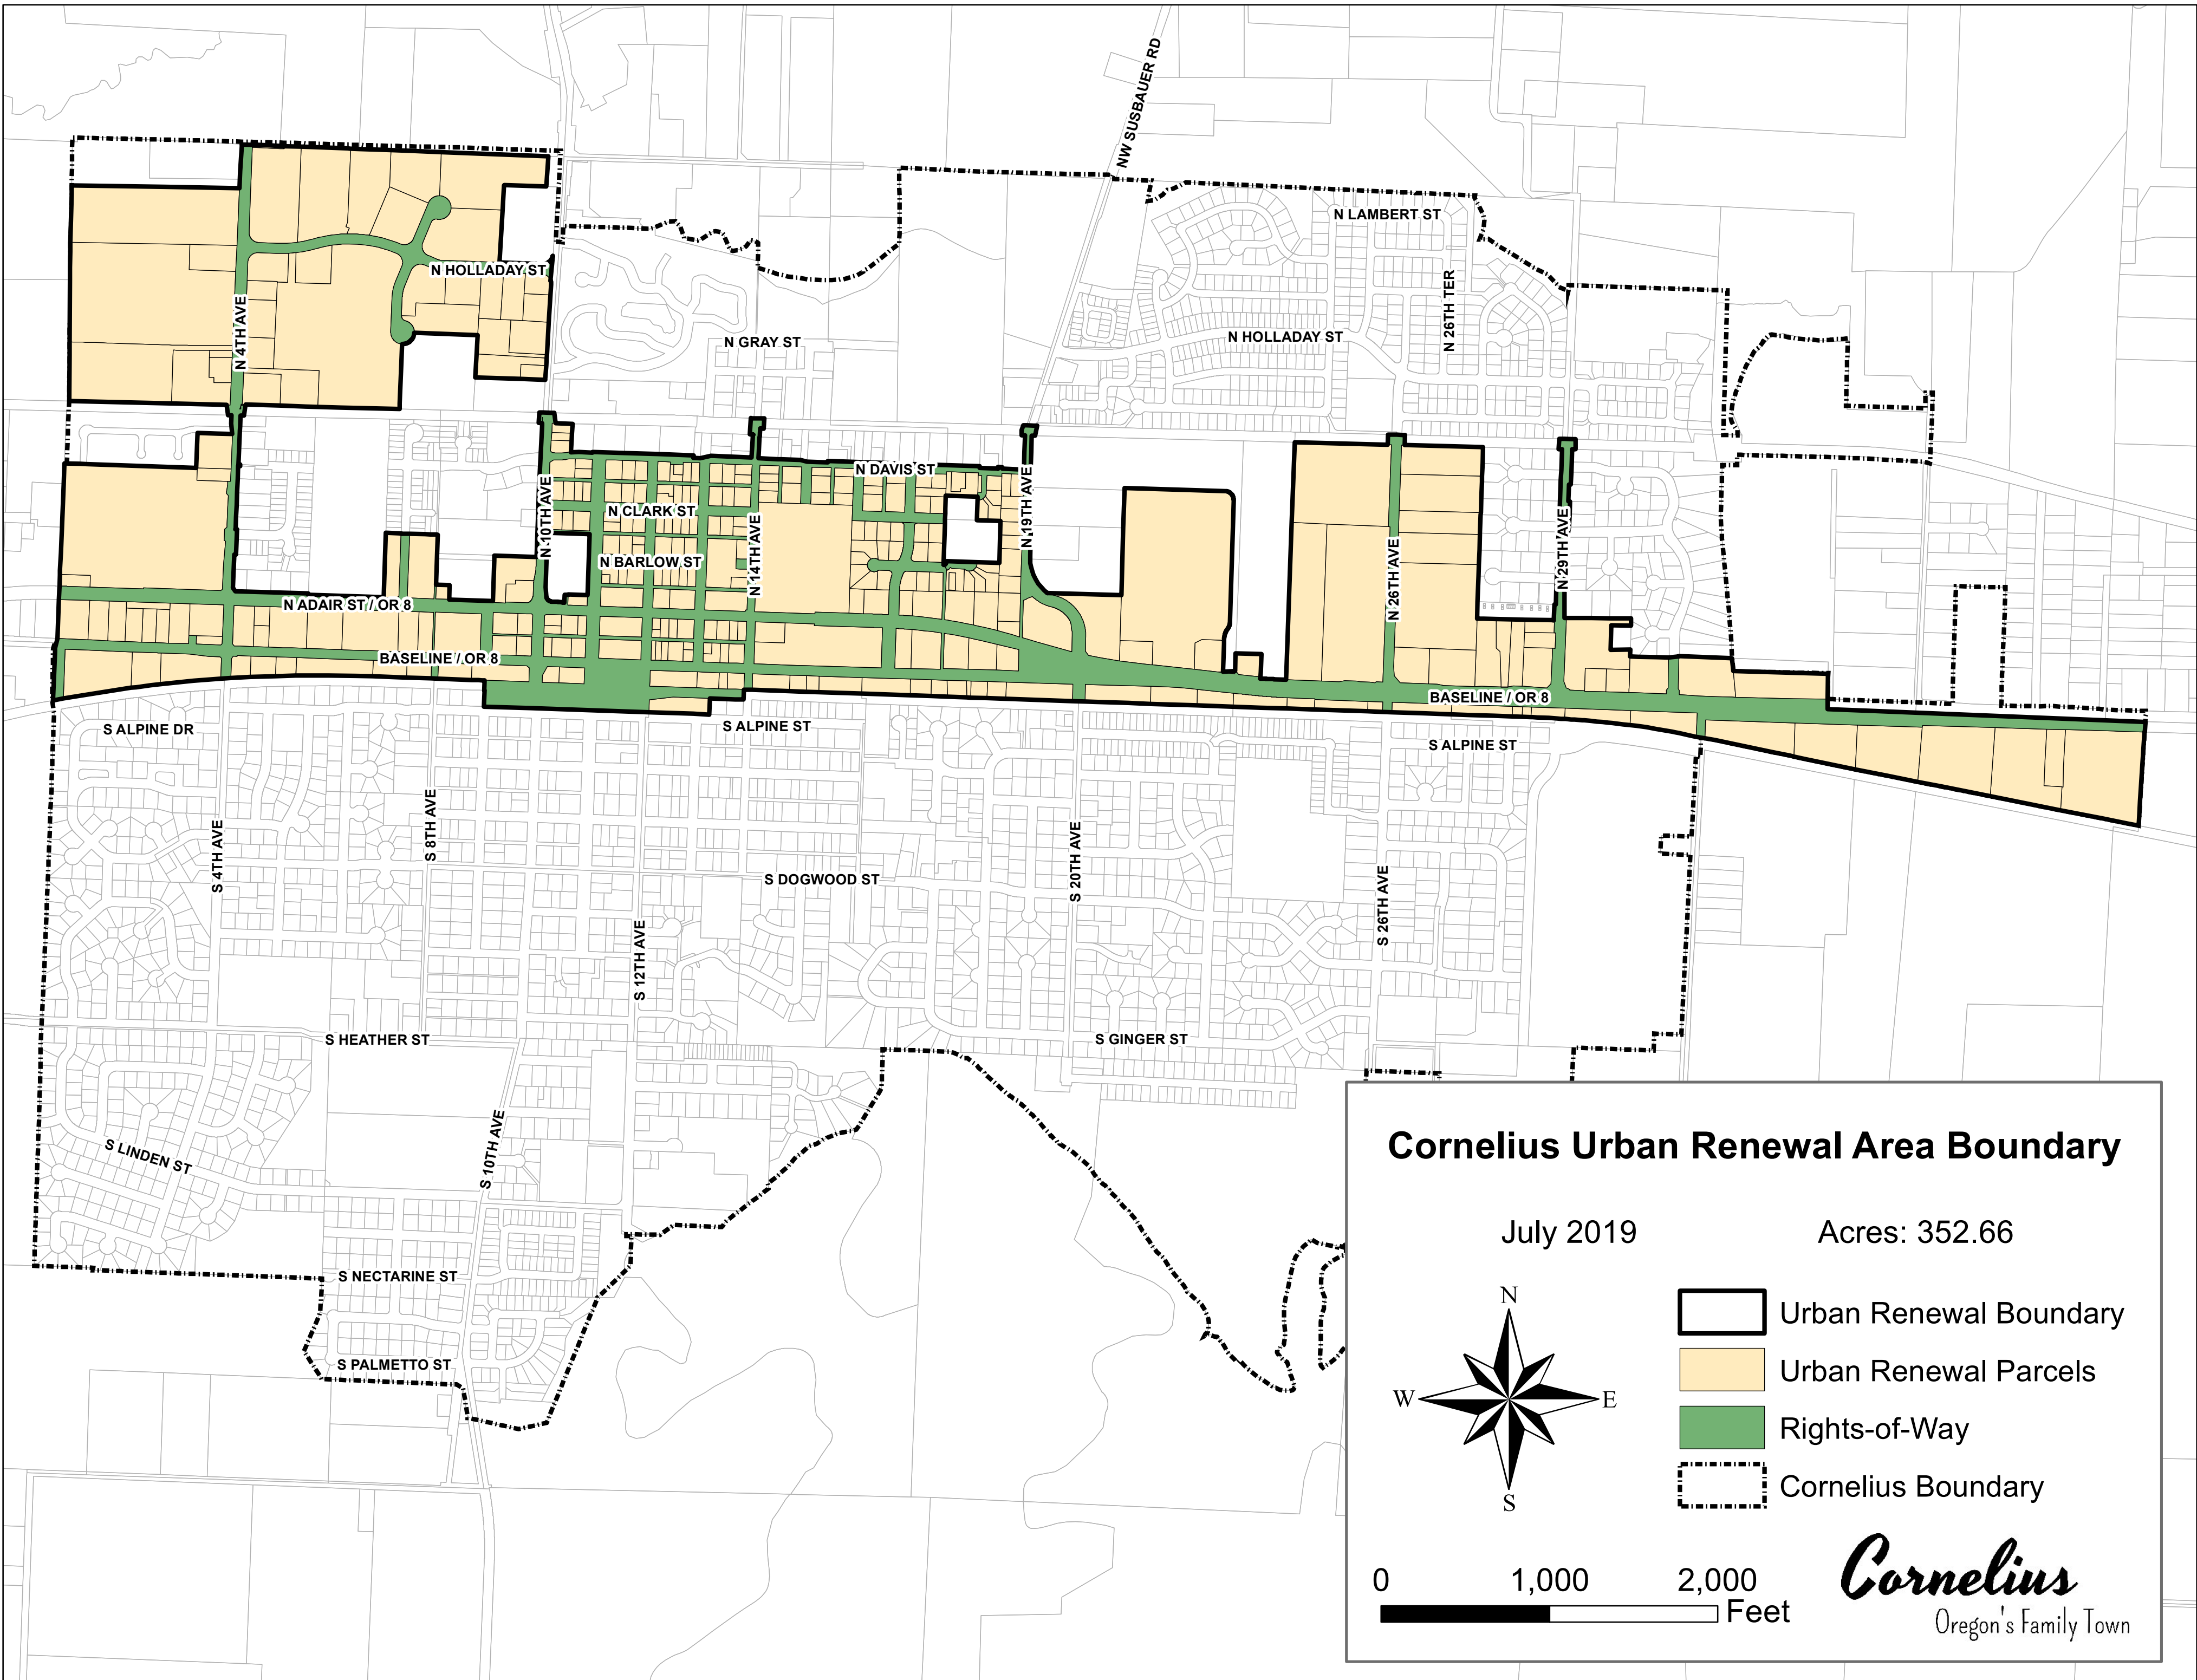 NW SUSBAUER RD
N LAMBERT ST
N HOLLADAY ST
N 26TH TER
N 4TH AVE
N GRAY ST
N HOLLADAY ST
N DAVIS ST
N 10TH AVE
N CLARK ST
N 14TH AVE
N 19TH AVE
N BARLOW ST
N 26TH AVE
N 29TH AVE
N ADAIR ST / OR 8
BASELINE / OR 8
BASELINE / OR 8
S ALPINE DR
S ALPINE ST
S ALPINE ST
S 4TH AVE
S 8TH AVE
S 20TH AVE
S DOGWOOD ST
S 26TH AVE
S 12TH AVE
S HEATHER ST
S GINGER ST
S LINDEN ST
S 10TH AVE
S NECTARINE ST
S PALMETTO ST
Cornelius Urban Renewal Area Boundary
July 2019 Acres: 352.66
N
W E
S
Urban Renewal Boundary
Urban Renewal Parcels
Rights-of-Way
Cornelius Boundary
0 1,000 2,000
Feet
Cornelius
Oregon's Family Town